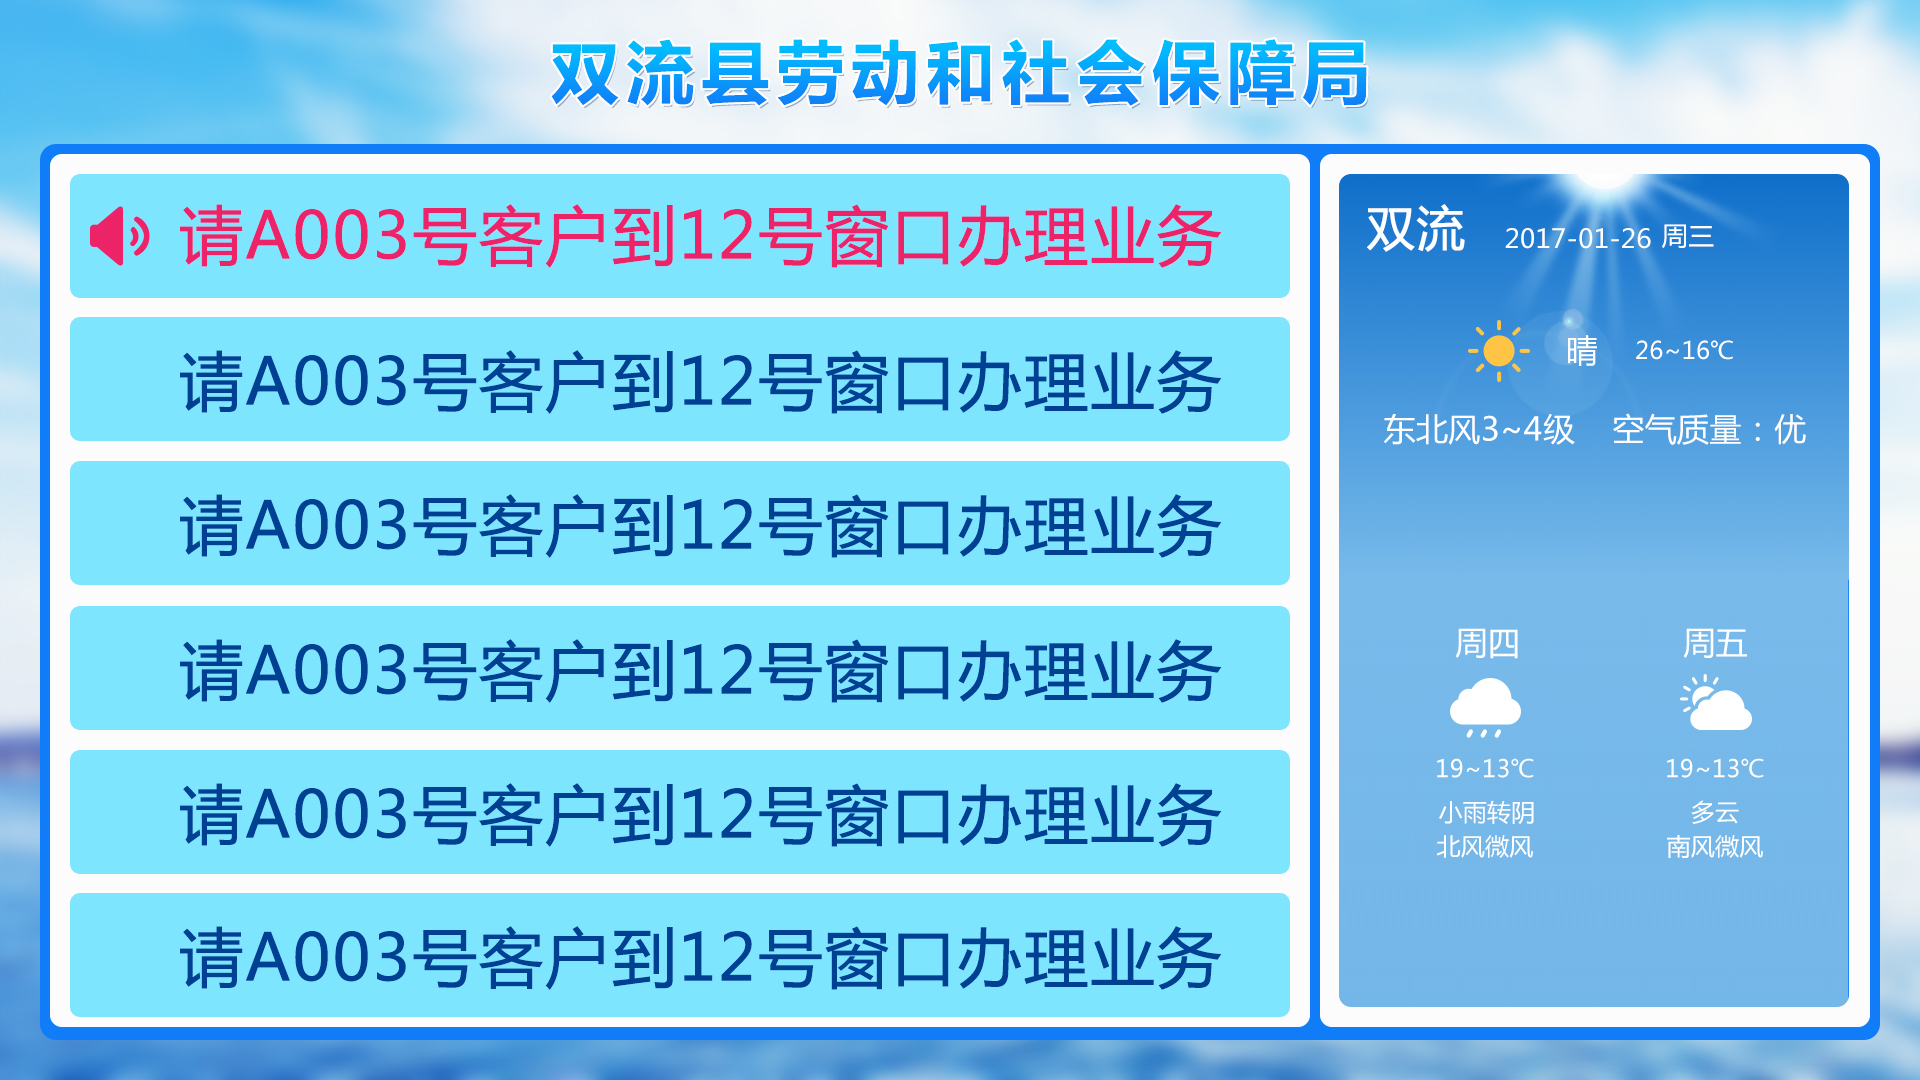 双流县劳动和社会保障局
请A003号客户到12号窗口办理业务
请A003号客户到12号窗口办理业务
请A003号客户到12号窗口办理业务
请A003号客户到12号窗口办理业务
请A003号客户到12号窗口办理业务
请A003号客户到12号窗口办理业务
双流 2017-01-26 周三
晴 26~16℃
东北风3~4级 空气质量：优
周四 周五
19~13℃ 19~13℃
小雨转阴 多云
北风微风 南风微风